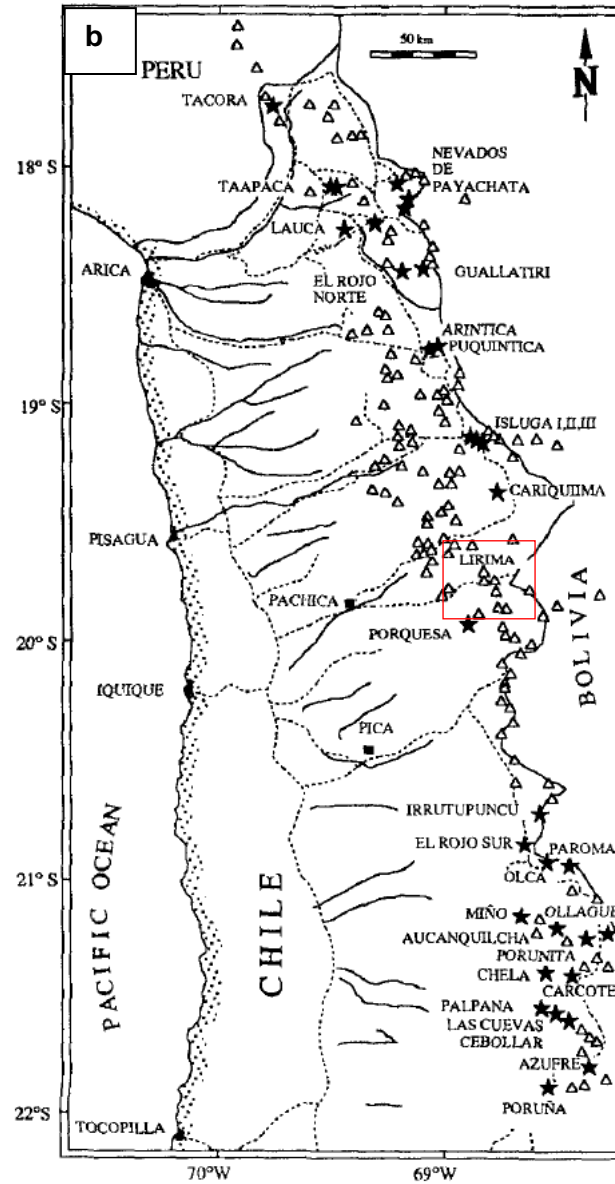 b
50 km
PERU
N
TACORA
18° S
NEVADOS
DE
PAYACHATA
TAAPACA
LAUCA
ARICA
GUALLATIRI
EL ROJO
NORTE
ARINTICA
PUQUINTICA
19° S
ISLUGA I,II,III
CARIQUIMA
PISAGUA
LIRIMA
PACHICA
BOLIVIA
PORQUESA
20° S
IQUIQUE
PICA
IRRUTUPUNCU
EL ROJO SUR
PAROMA
OLCA
21° S
PACIFIC OCEAN
CHILE
MIÑO
OLLAGUE
AUCANQUILCHA
PORUNITA
CHELA
CARCOTE
PALPANA
LAS CUEVAS
CEBOLLAR
AZUFRE
PORUÑA
22° S
TOCOPILLA
70°W
69°W